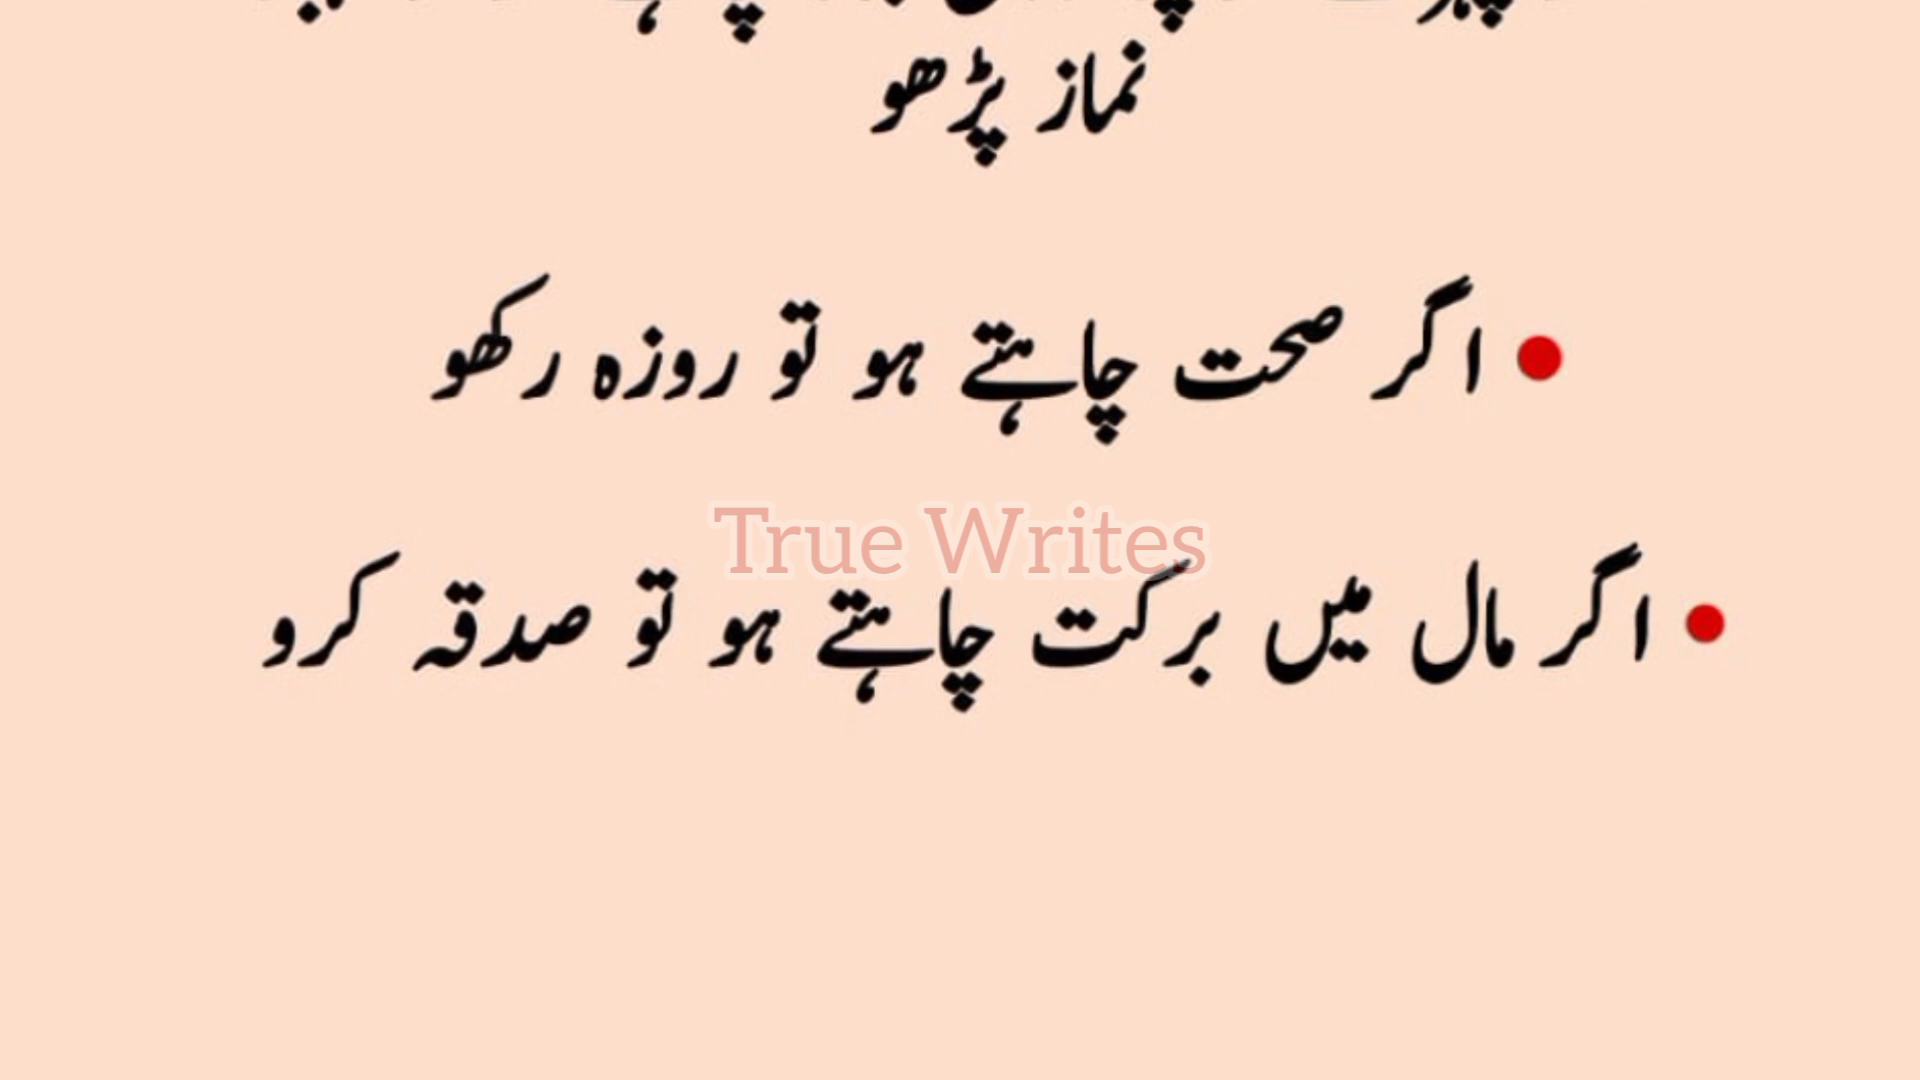 نماز پڑھو
• اگر صحت چاہتے ہو تو روزہ رکھو
True Writes
• اگر مال میں برکت چاہتے ہو تو صدقہ کرو